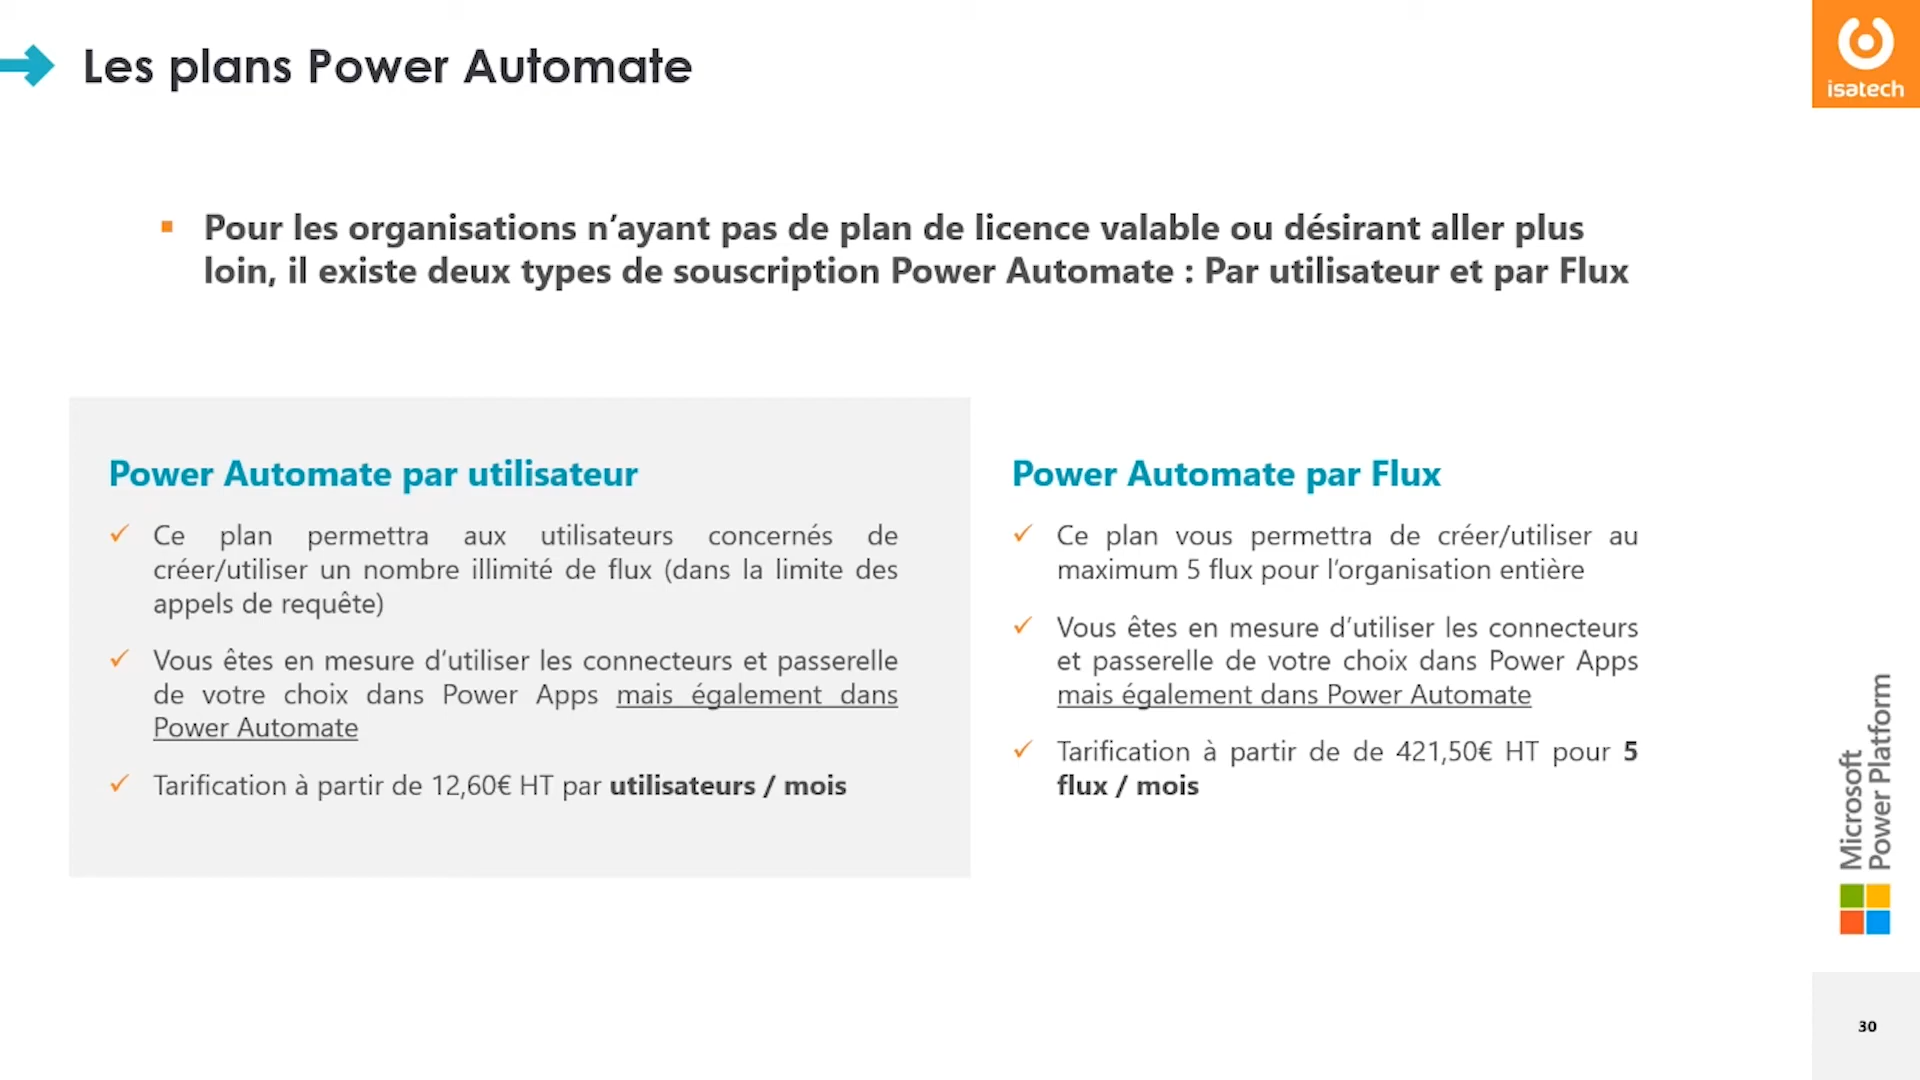 Les plans Power Automate
isatech
Pour les organisations n’ayant pas de plan de licence valable ou désirant aller plus
loin, il existe deux types de souscription Power Automate : Par utilisateur et par Flux
Power Automate par utilisateur
Ce plan permettra aux utilisateurs concernés de
créer/utiliser un nombre illimité de flux (dans la limite des
appels de requête)
Vous êtes en mesure d’utiliser les connecteurs et passerelle
de votre choix dans Power Apps mais également dans
Power Automate
Tarification à partir de 12,60€ HT par utilisateurs / mois
Power Automate par Flux
Ce plan vous permettra de créer/utiliser au
maximum 5 flux pour l’organisation entière
Vous êtes en mesure d’utiliser les connecteurs
et passerelle de votre choix dans Power Apps
mais également dans Power Automate
Tarification à partir de de 421,50€ HT pour 5
flux / mois
Microsoft
Power Platform
30